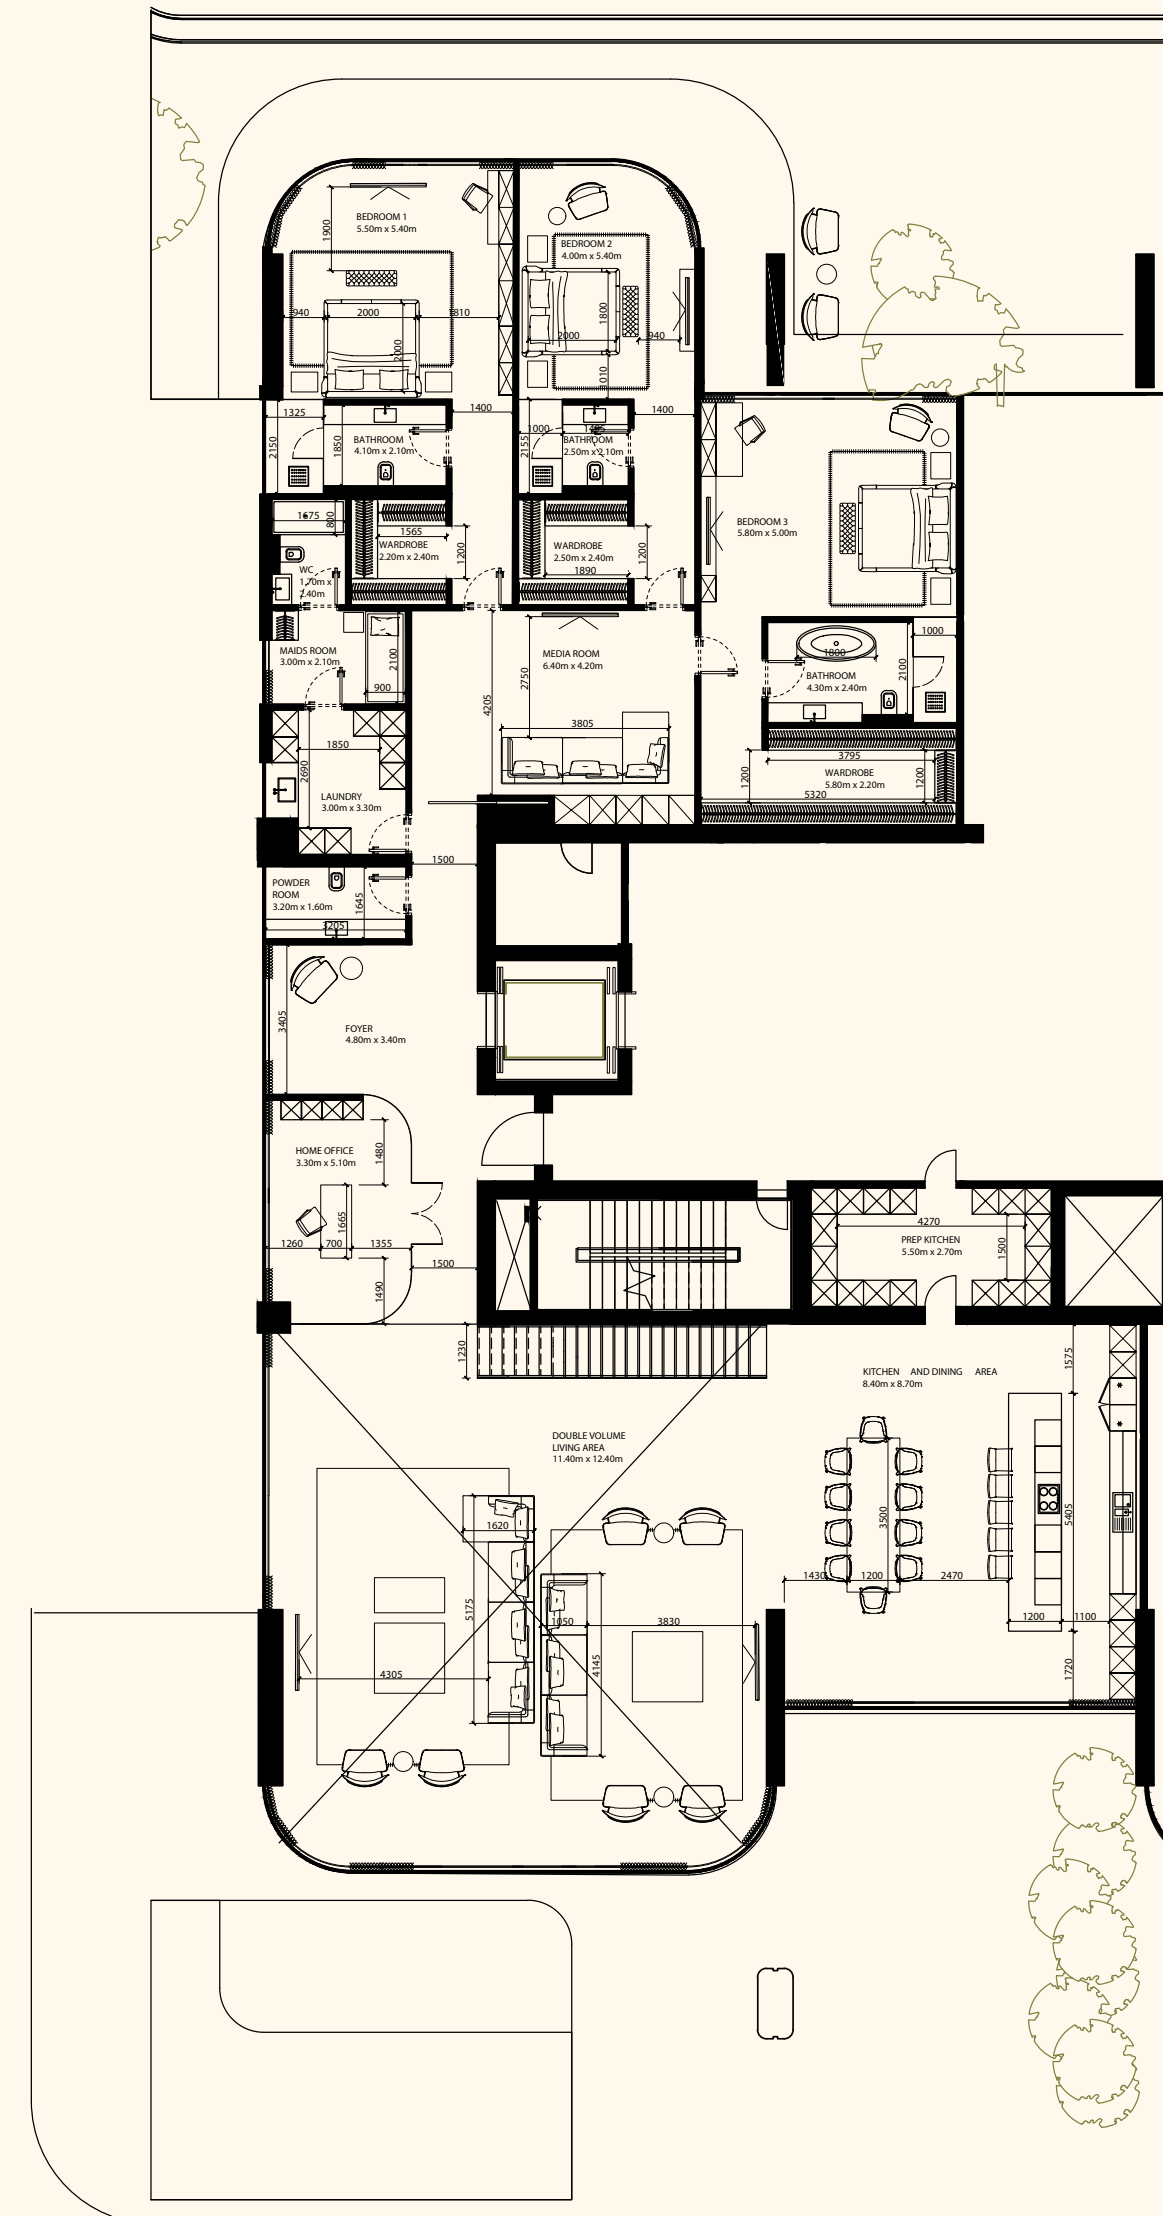 BEDROOM 1
5.50m x 5.40m
1900
BEDROOM 2
4.00m x 5.40m
940
2000
1810
2000
1800
2000
940
1010
1325
1400
2150
1850
BATHROOM
4.10m x 2.10m
1000
1495
1400
2155
BATHROOM
2.50m x 2.10m
1675
800
1565
WARDROBE
2.20m x 2.40m
1200
WARDROBE
2.50m x 2.40m
1890
1200
BEDROOM 3
5.80m x 5.00m
WC
1.70m x
2.40m
MAIDS ROOM
3.00m x 2.10m
2100
900
MEDIA ROOM
6.40m x 4.20m
2750
4205
3805
1800
1000
2100
BATHROOM
4.30m x 2.40m
1850
2690
LAUNDRY
3.00m x 3.30m
3795
1200
WARDROBE
5.80m x 2.20m
1200
5320
1500
POWDER
ROOM
3.20m x 1.60m
1645
3205
3405
FOYER
4.80m x 3.40m
HOME OFFICE
3.30m x 5.10m
1480
1665
1260
700
1355
1500
1490
4270
PREP KITCHEN
5.50m x 2.70m
1500
1230
KITCHEN AND DINING AREA
8.40m x 8.70m
1575
DOUBLE VOLUME
LIVING AREA
11.40m x 12.40m
1620
5175
3500
5405
1430
1200
2470
1050
3830
1200
1100
4145
4305
1720